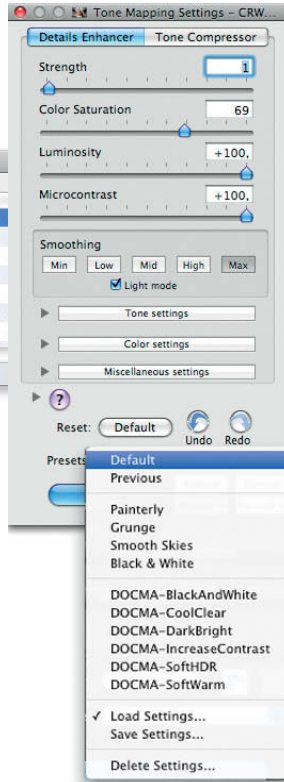 Tone Mapping Settings – CRW...
Details Enhancer Tone Compressor
Strength 1
Color Saturation 69
Luminosity +100,
Microcontrast +100,
Smoothing
Min Low Mid High Max
Light mode
Tone settings
Color settings
Miscellaneous settings
?
Reset: Default
Undo Redo
Presets
Default
Previous
Painterly
Grunge
Smooth Skies
Black & White
DOCMA-BlackAndWhite
DOCMA-CoolClear
DOCMA-DarkBright
DOCMA-IncreaseContrast
DOCMA-SoftHDR
DOCMA-SoftWarm
✓ Load Settings...
Save Settings...
Delete Settings...